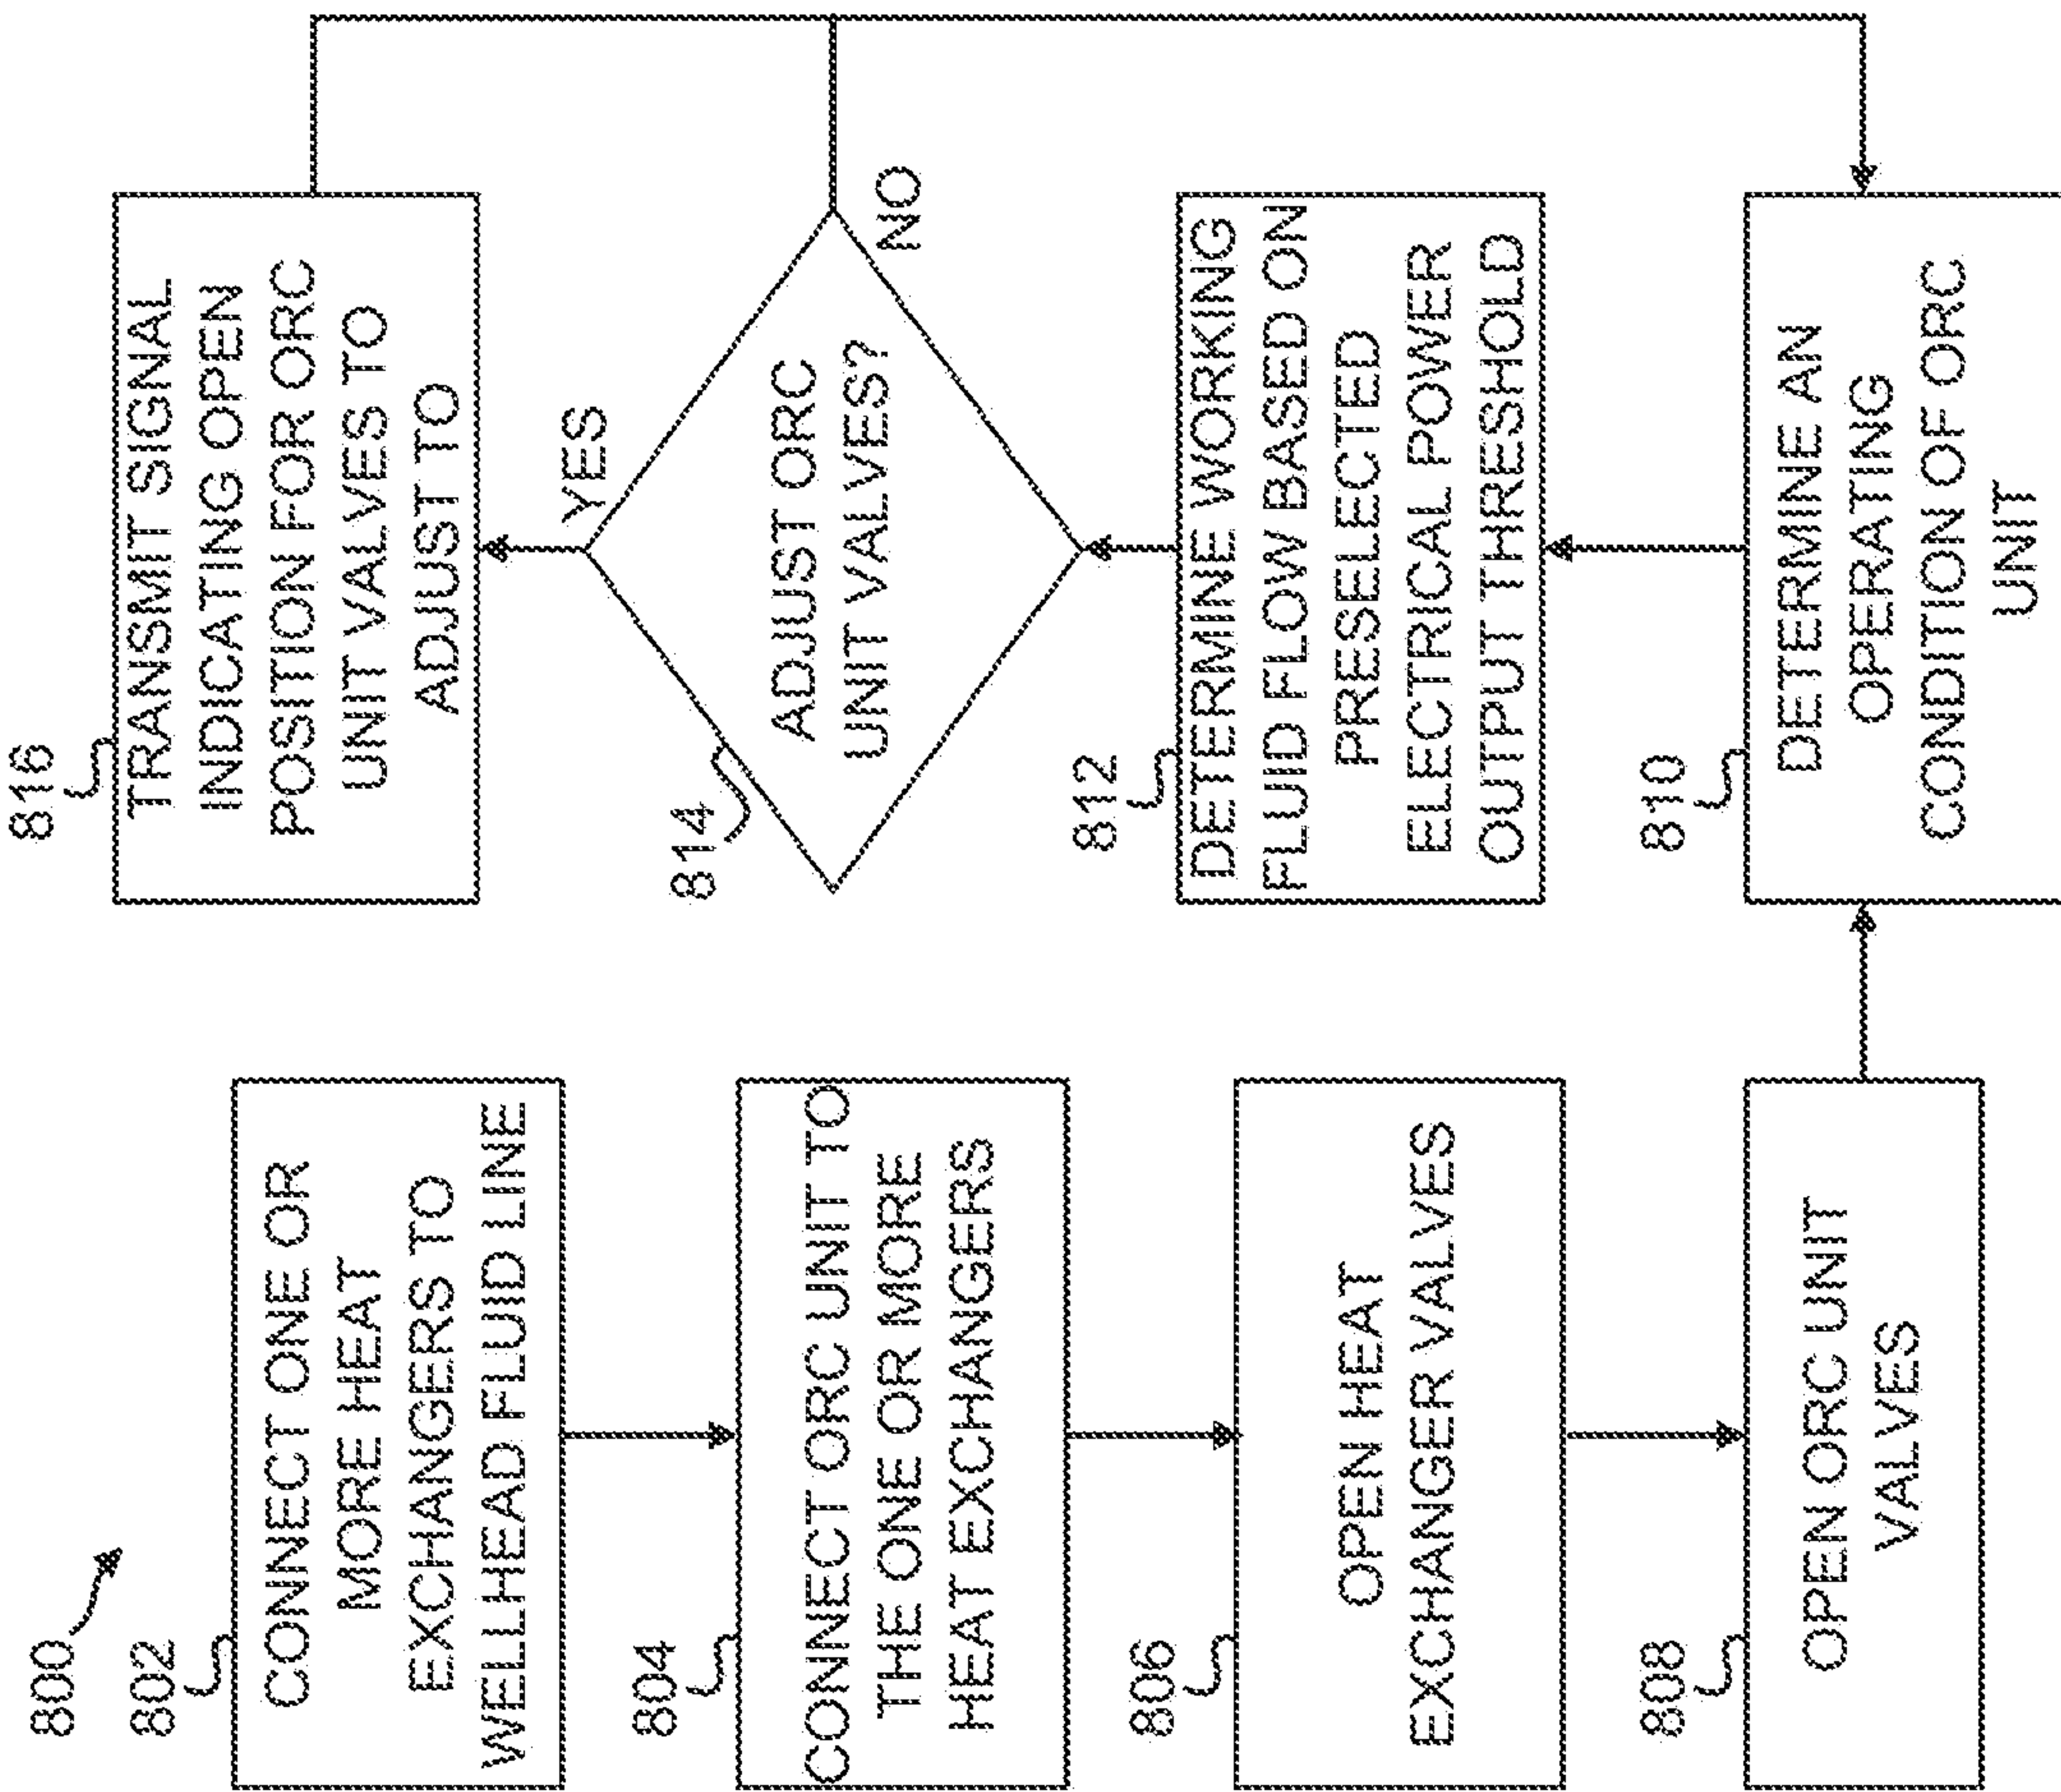 800
802
CONNECT ONE OR
MORE HEAT
EXCHANGERS TO
WELLHEAD FLUID LINE
804
CONNECT ORC UNIT TO
THE ONE OR MORE
HEAT EXCHANGERS
806
OPEN HEAT
EXCHANGER VALVES
808
OPEN ORC UNIT
VALVES
810
DETERMINE AN
OPERATING
CONDITION OF ORC
UNIT
812
DETERMINE WORKING
FLUID FLOW BASED ON
PRESELECTED
ELECTRICAL POWER
OUTPUT THRESHOLD
814
ADJUST ORC
UNIT VALVES?
NO
YES
816
TRANSMIT SIGNAL
INDICATING OPEN
POSITION FOR ORC
UNIT VALVES TO
ADJUST TO